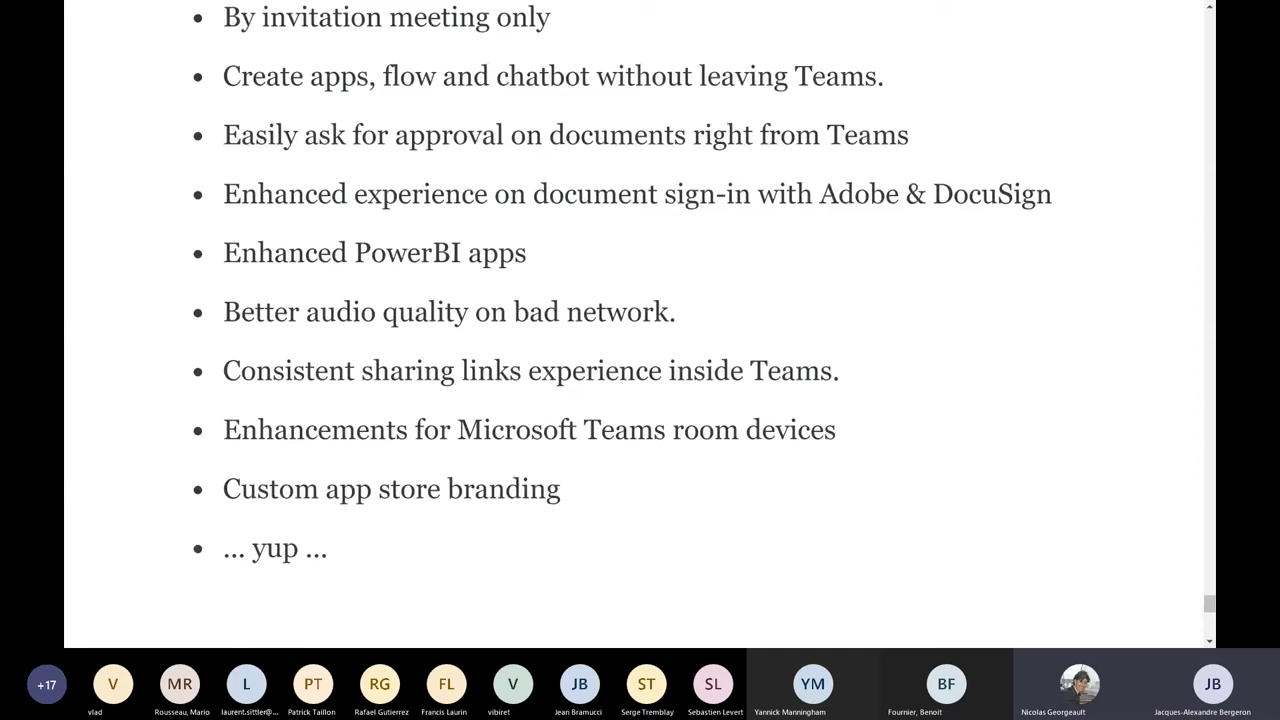 By invitation meeting only
Create apps, flow and chatbot without leaving Teams.
Easily ask for approval on documents right from Teams
Enhanced experience on document sign-in with Adobe & DocuSign
Enhanced PowerBI apps
Better audio quality on bad network.
Consistent sharing links experience inside Teams.
Enhancements for Microsoft Teams room devices
Custom app store branding
... yup ...
+17 V MR L PT RG FL V JB ST SL YM BF JB
vlad Rousseau, Mario laurent.sittler@... Patrick Taillon Rafael Gutierrez Francis Laurin vibiret Jean Bramucci Serge Tremblay Sebastien Levert Yannick Manningham Fournier, Benoit Nicolas Georgeault Jacques-Alexandre Bergeron